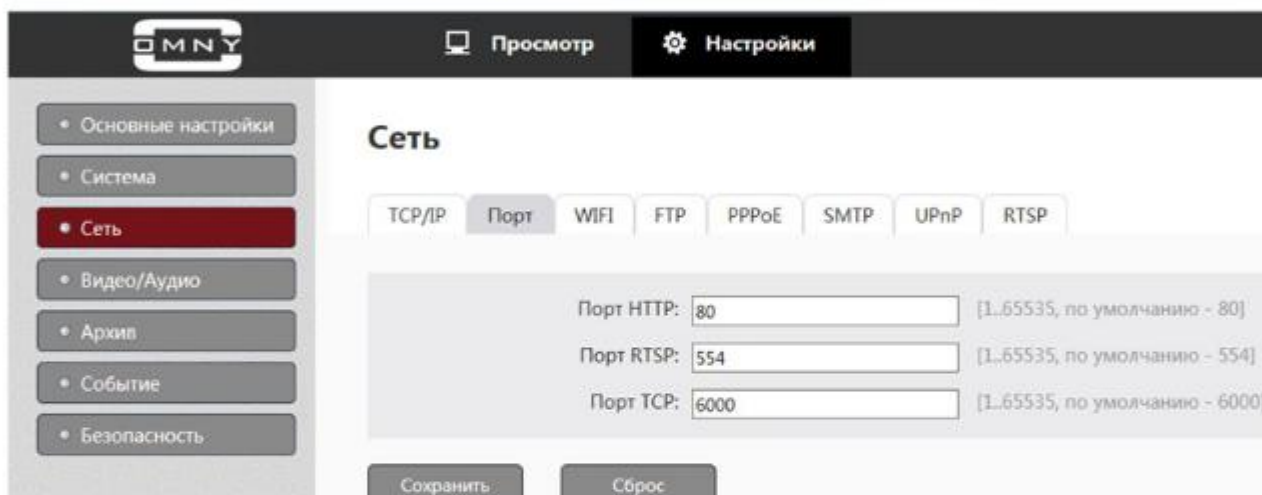 OMNY
Просмотр
Настройки
Основные настройки
Система
Сеть
Видео/Аудио
Архив
Событие
Безопасность
Сеть
TCP/IP Порт WIFI FTP PPPoE SMTP UPnP RTSP
Порт HTTP: 80 [1..65535, по умолчанию - 80]
Порт RTSP: 554 [1..65535, по умолчанию - 554]
Порт TCP: 6000 [1..65535, по умолчанию - 6000]
Сохранить Сброс